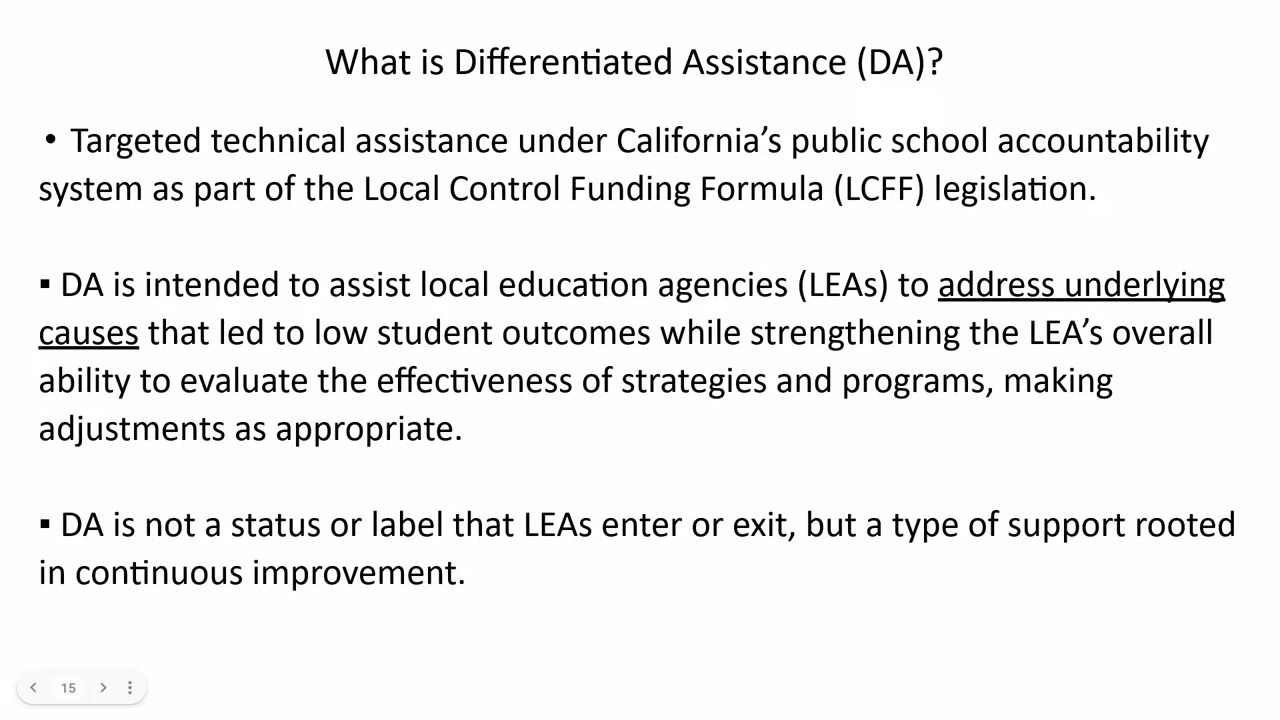 What is Differentiated Assistance (DA)?
• Targeted technical assistance under California’s public school accountability
system as part of the Local Control Funding Formula (LCFF) legislation.
▪ DA is intended to assist local education agencies (LEAs) to address underlying
causes that led to low student outcomes while strengthening the LEA’s overall
ability to evaluate the effectiveness of strategies and programs, making
adjustments as appropriate.
▪ DA is not a status or label that LEAs enter or exit, but a type of support rooted
in continuous improvement.
15